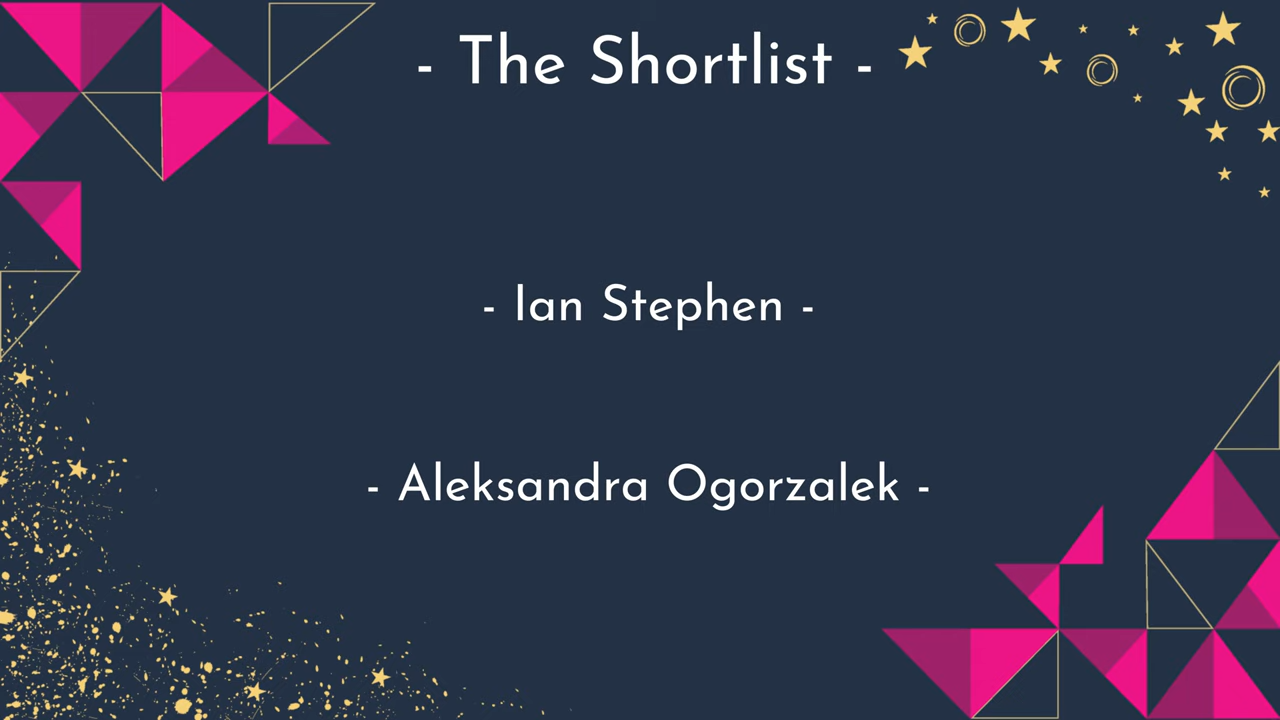 - The Shortlist -
- Ian Stephen -
- Aleksandra Ogorzalek -